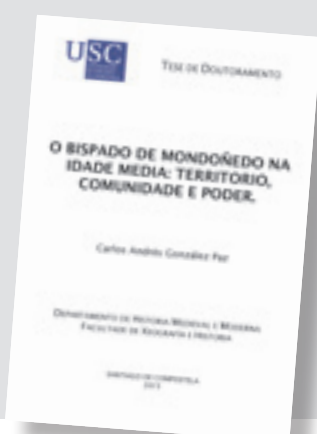 USC
TESE DE DOUTORAMENTO
O BISPADO DE MONDOÑEDO NA
IDADE MEDIA: TERRITORIO,
COMUNIDADE E PODER.
Carlos Andrés González Paz
DEPARTAMENTO DE HISTORIA MEDIEVAL E MODERNA
FACULTADE DE XEOGRAFÍA E HISTORIA
SANTIAGO DE COMPOSTELA